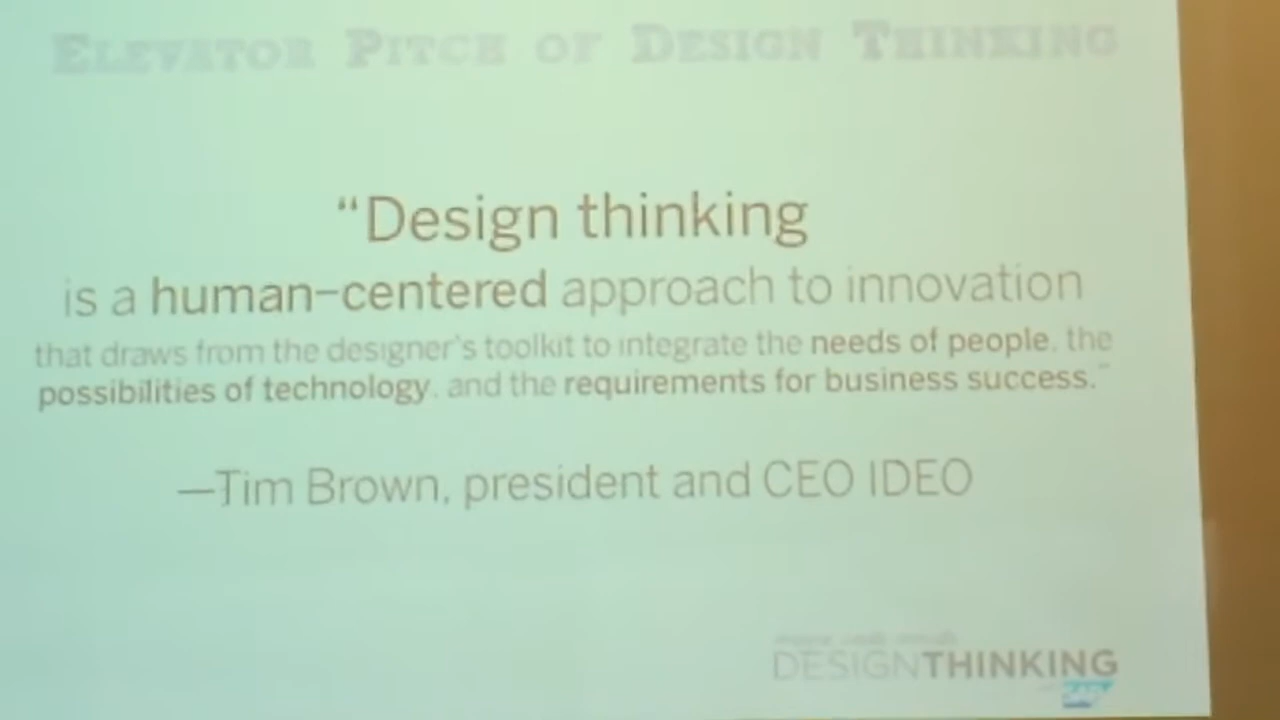 ELEVATOR PITCH OF DESIGN THINKING
“Design thinking
is a human-centered approach to innovation
that draws from the designer's toolkit to integrate the needs of people, the
possibilities of technology, and the requirements for business success.”
—Tim Brown, president and CEO IDEO
DESIGNTHINKING
SAP